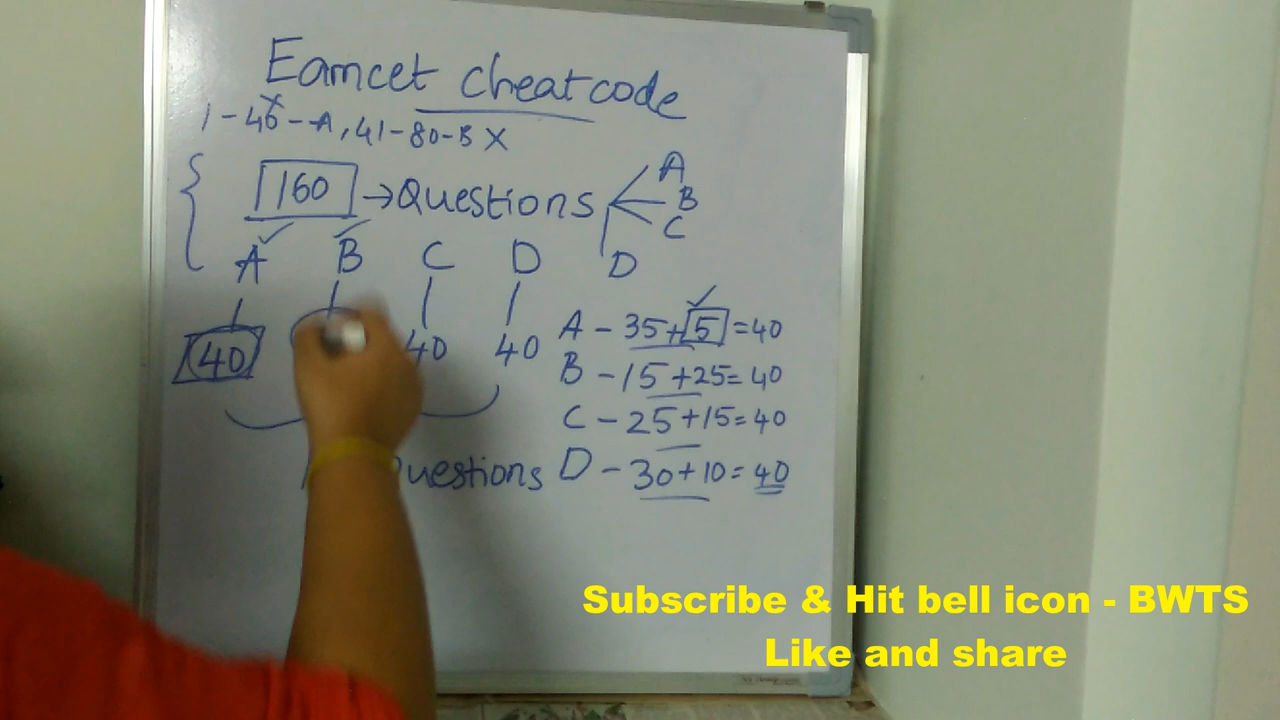 Eamcet cheatcode
1-40-A, 41-80-B X
160 → Questions
A
B
C
D
A B C D
40 40 40
Questions
A - 35+5=40
B - 15+25=40
C - 25+15=40
D - 30+10=40
Subscribe & Hit bell icon - BWTS
Like and share